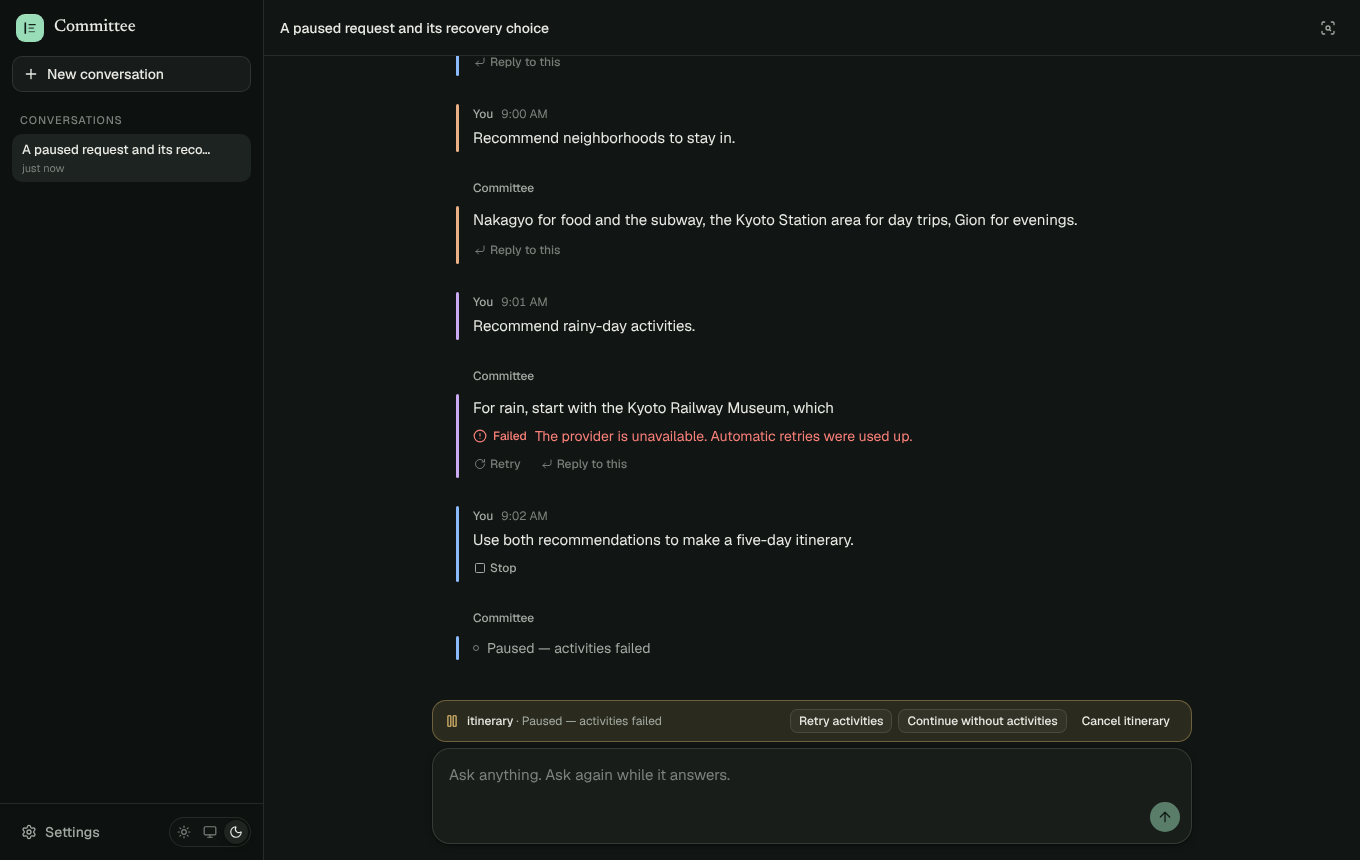 Committee
New conversation
CONVERSATIONS
A paused request and its reco...
just now
Settings
A paused request and its recovery choice
Reply to this
You 9:00 AM
Recommend neighborhoods to stay in.
Committee
Nakagyo for food and the subway, the Kyoto Station area for day trips, Gion for evenings.
Reply to this
You 9:01 AM
Recommend rainy-day activities.
Committee
For rain, start with the Kyoto Railway Museum, which
Failed The provider is unavailable. Automatic retries were used up.
Retry Reply to this
You 9:02 AM
Use both recommendations to make a five-day itinerary.
Stop
Committee
Paused — activities failed
itinerary · Paused — activities failed Retry activities Continue without activities Cancel itinerary
Ask anything. Ask again while it answers.